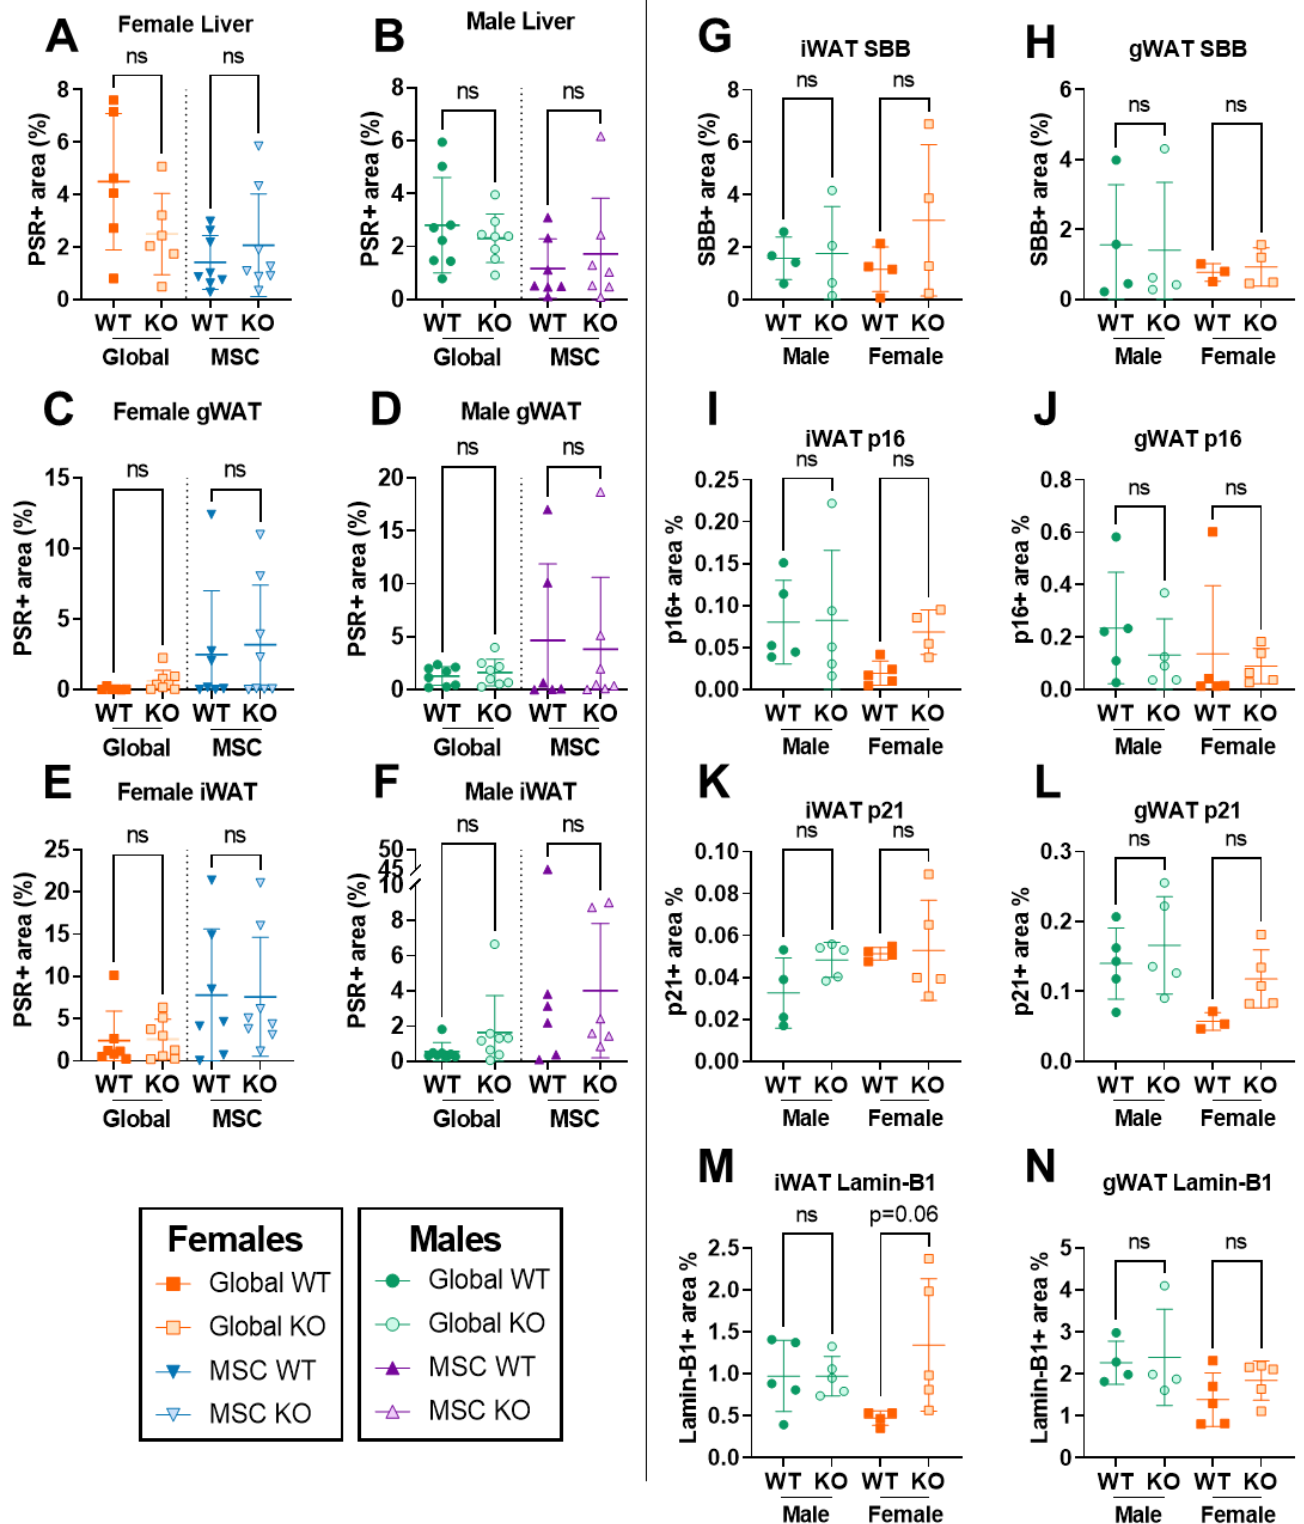 A
Female Liver
ns
ns
PSR+ area (%)
8
6
4
2
0
WT KO WT KO
Global MSC
B
Male Liver
ns
ns
PSR+ area (%)
8
6
4
2
0
WT KO WT KO
Global MSC
C
Female gWAT
ns
ns
PSR+ area (%)
15
10
5
0
WT KO WT KO
Global MSC
D
Male gWAT
ns
ns
PSR+ area (%)
20
15
10
5
0
WT KO WT KO
Global MSC
E
Female iWAT
ns
ns
PSR+ area (%)
25
20
15
10
5
0
WT KO WT KO
Global MSC
F
Male iWAT
ns
ns
PSR+ area (%)
50
45
10
8
6
4
2
0
WT KO WT KO
Global MSC
Females
Global WT
Global KO
MSC WT
MSC KO
Males
Global WT
Global KO
MSC WT
MSC KO
G
iWAT SBB
ns
ns
SBB+ area (%)
8
6
4
2
0
WT KO WT KO
Male Female
H
gWAT SBB
ns
ns
SBB+ area (%)
6
4
2
0
WT KO WT KO
Male Female
I
iWAT p16
ns
ns
p16+ area %
0.25
0.20
0.15
0.10
0.05
0.00
WT KO WT KO
Male Female
J
gWAT p16
ns
ns
p16+ area %
0.8
0.6
0.4
0.2
0.0
WT KO WT KO
Male Female
K
iWAT p21
ns
ns
p21+ area %
0.10
0.08
0.06
0.04
0.02
0.00
WT KO WT KO
Male Female
L
gWAT p21
ns
ns
p21+ area %
0.3
0.2
0.1
0.0
WT KO WT KO
Male Female
M
iWAT Lamin-B1
ns
p=0.06
Lamin-B1+ area %
2.5
2.0
1.5
1.0
0.5
0.0
WT KO WT KO
Male Female
N
gWAT Lamin-B1
ns
ns
Lamin-B1+ area %
5
4
3
2
1
0
WT KO WT KO
Male Female